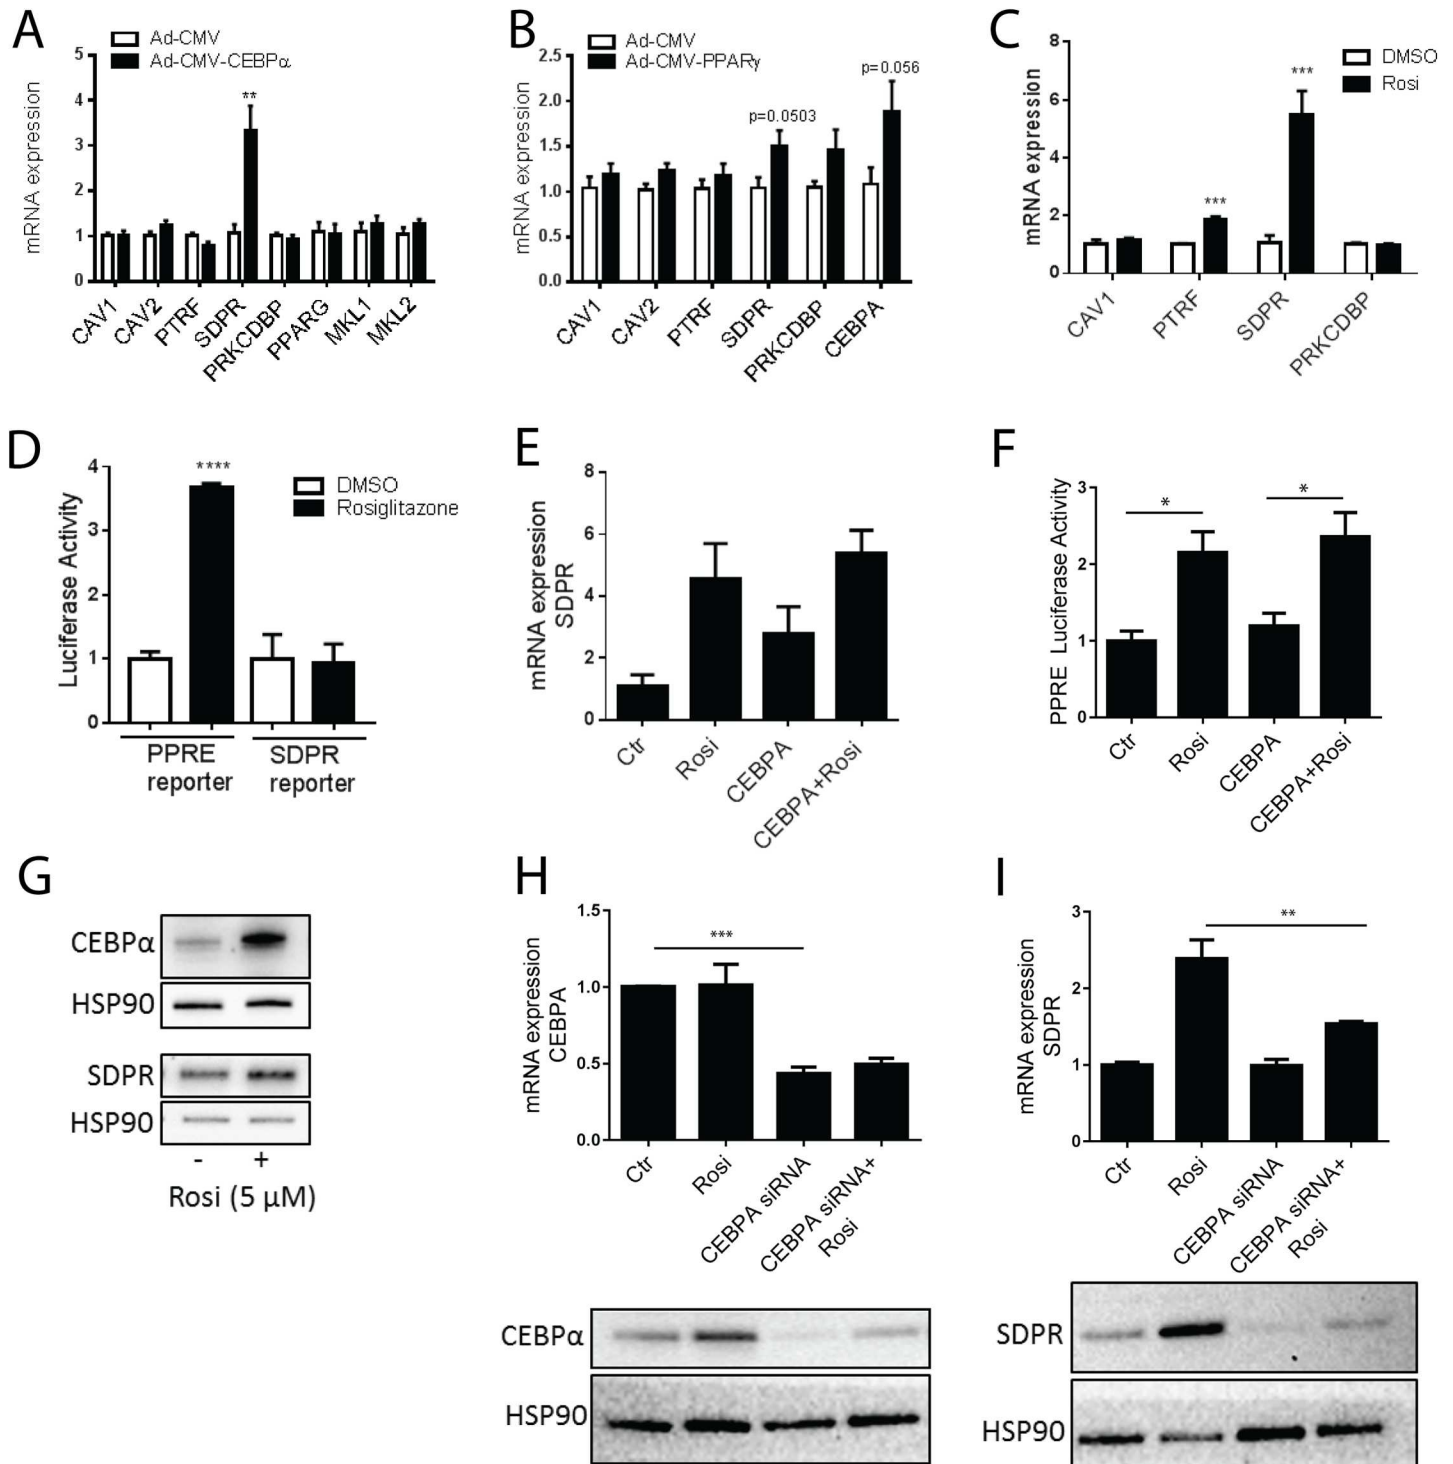 A
Ad-CMV
Ad-CMV-CEBPα
mRNA expression
5
4
3
2
1
0
**
CAV1
CAV2
PTRF
SDPR
PRKCDBP
PPARG
MKL1
MKL2
B
Ad-CMV
Ad-CMV-PPARγ
mRNA expression
2.5
2.0
1.5
1.0
0.5
0.0
p=0.0503
p=0.056
CAV1
CAV2
PTRF
SDPR
PRKCDBP
CEBPA
C
DMSO
Rosi
mRNA expression
8
6
4
2
0
***
***
CAV1
PTRF
SDPR
PRKCDBP
D
DMSO
Rosiglitazone
Luciferase Activity
4
3
2
1
0
****
PPRE
reporter
SDPR
reporter
E
mRNA expression
SDPR
8
6
4
2
0
Ctr
Rosi
CEBPA
CEBPA+Rosi
F
PPRE Luciferase Activity
3
2
1
0
*
*
Ctr
Rosi
CEBPA
CEBPA+Rosi
G
CEBPα
HSP90
SDPR
HSP90
- +
Rosi (5 µM)
H
mRNA expression
CEBPA
1.5
1.0
0.5
0.0
***
Ctr
Rosi
CEBPA siRNA
CEBPA siRNA+
Rosi
CEBPα
HSP90
I
mRNA expression
SDPR
3
2
1
0
**
Ctr
Rosi
CEBPA siRNA
CEBPA siRNA+
Rosi
SDPR
HSP90